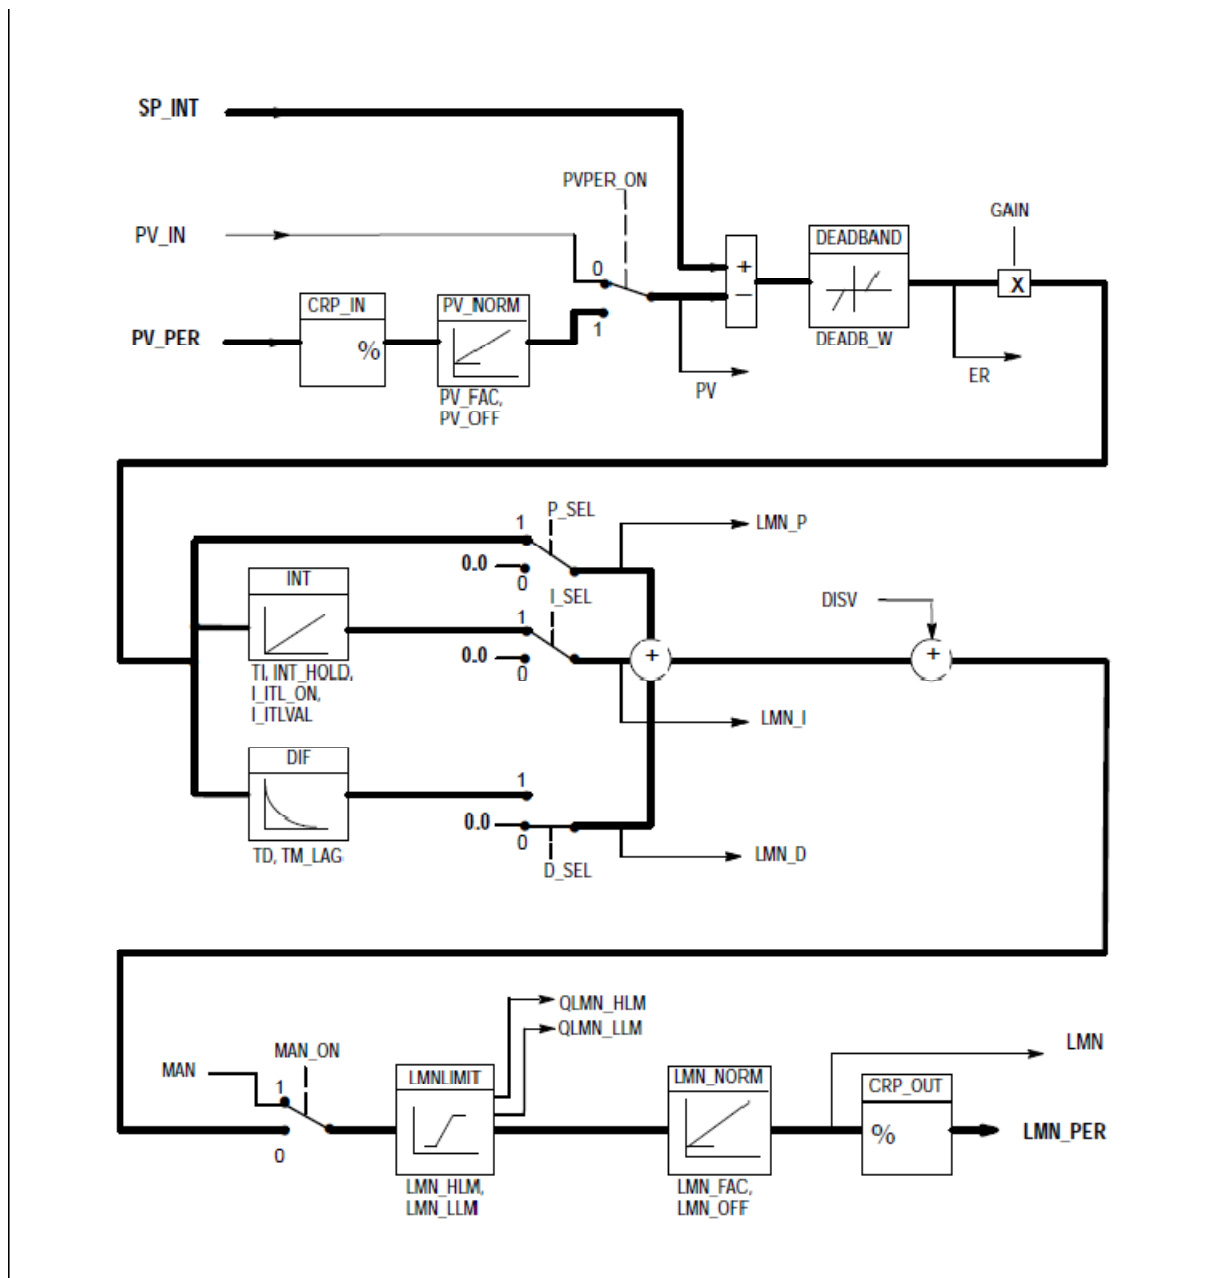 SP_INT
PVPER_ON
GAIN
PV_IN
DEADBAND
0
+
X
CRP_IN
PV_NORM
−
PV_PER
%
1
DEADB_W
ER
PV
PV_FAC,
PV_OFF
P_SEL
1
LMN_P
0.0
0
INT
I_SEL
DISV
1
0.0
+
+
0
TI, INT_HOLD,
I_ITL_ON,
I_ITLVAL
LMN_I
DIF
1
0.0
0
TD, TM_LAG
LMN_D
D_SEL
QLMN_HLM
QLMN_LLM
MAN_ON
LMN
MAN
LMNLIMIT
LMN_NORM
CRP_OUT
1
%
LMN_PER
0
LMN_HLM,
LMN_LLM
LMN_FAC,
LMN_OFF